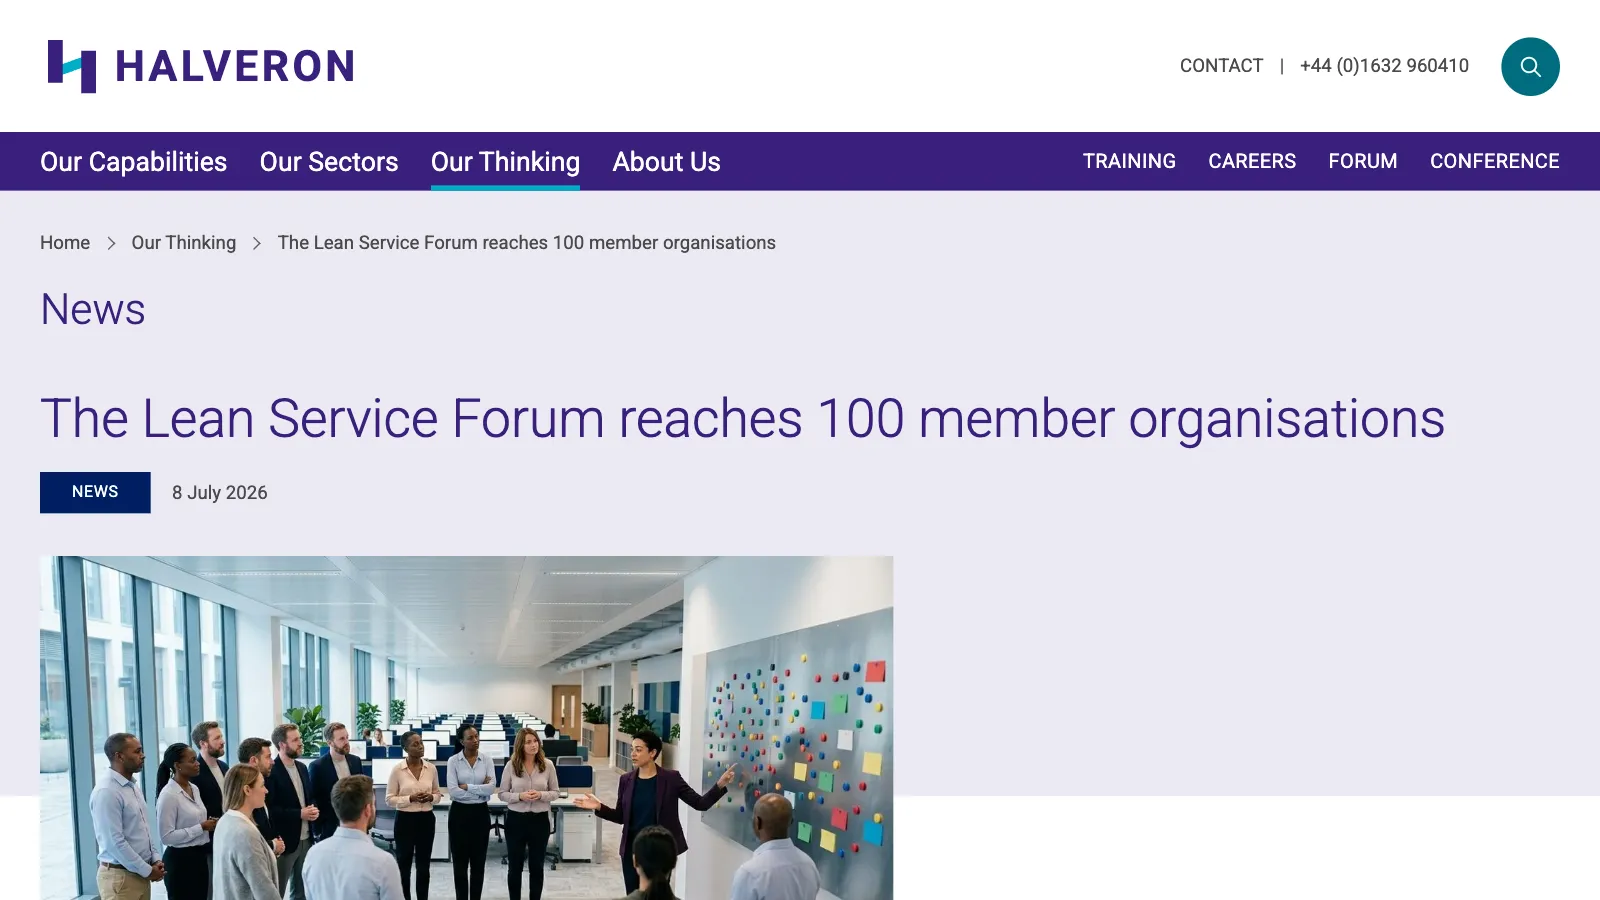 HALVERON
CONTACT | +44 (0)1632 960410
Our Capabilities Our Sectors Our Thinking About Us TRAINING CAREERS FORUM CONFERENCE
Home > Our Thinking > The Lean Service Forum reaches 100 member organisations
News
The Lean Service Forum reaches 100 member organisations
NEWS 8 July 2026